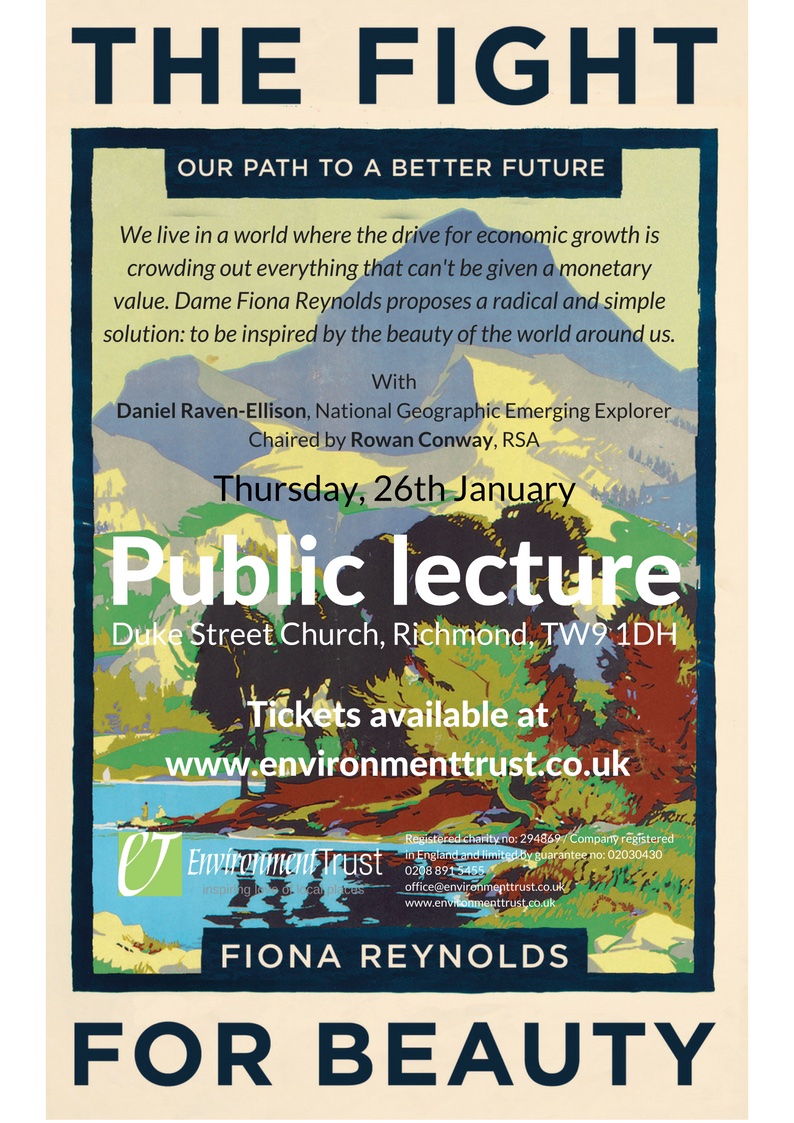 THE FIGHT
OUR PATH TO A BETTER FUTURE
We live in a world where the drive for economic growth is
crowding out everything that can't be given a monetary
value. Dame Fiona Reynolds proposes a radical and simple
solution: to be inspired by the beauty of the world around us.
With
Daniel Raven-Ellison, National Geographic Emerging Explorer
Chaired by Rowan Conway, RSA
Thursday, 26th January
Public lecture
Duke Street Church, Richmond, TW9 1DH
Tickets available at
www.environmenttrust.co.uk
eT Environment Trust
inspiring love of local places
Registered charity no: 294869 / Company registered
in England and limited by guarantee no: 02030430
0208 891 5455
office@environmenttrust.co.uk
www.environmenttrust.co.uk
FIONA REYNOLDS
FOR BEAUTY